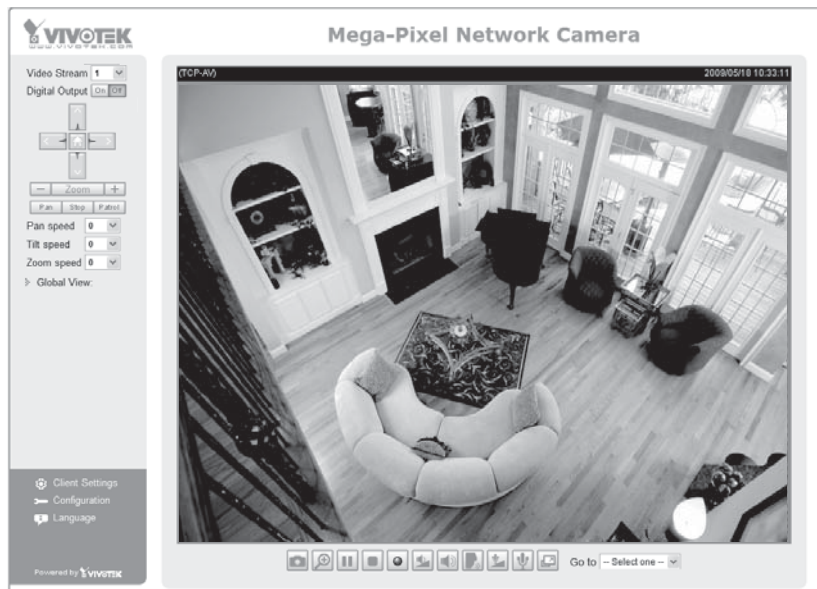 VIVOTEK
WWW.VIVOTEK.COM
Mega-Pixel Network Camera
Video Stream 1
Digital Output On Off
Zoom
Pan Stop Patrol
Pan speed 0
Tilt speed 0
Zoom speed 0
Global View:
(TCP-AV) 2009/05/18 10:33:11
Client Settings
Configuration
Language
Powered by VIVOTEK
Go to -- Select one --